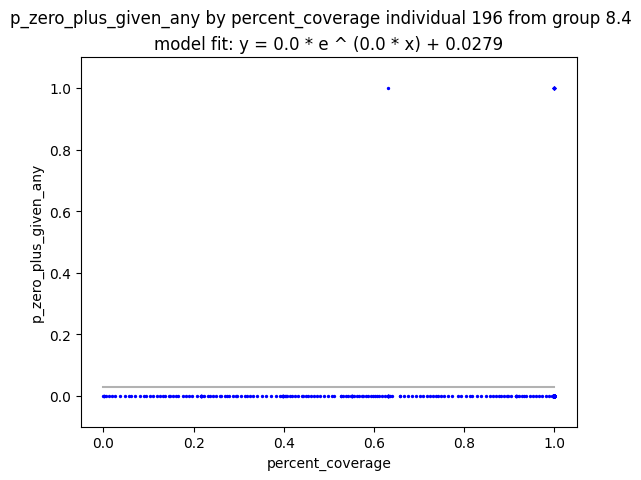 p_zero_plus_given_any by percent_coverage individual 196 from group 8.4
model fit: y = 0.0 * e ^ (0.0 * x) + 0.0279
1.0
0.8
0.6
0.4
0.2
0.0
p_zero_plus_given_any
0.0 0.2 0.4 0.6 0.8 1.0
percent_coverage